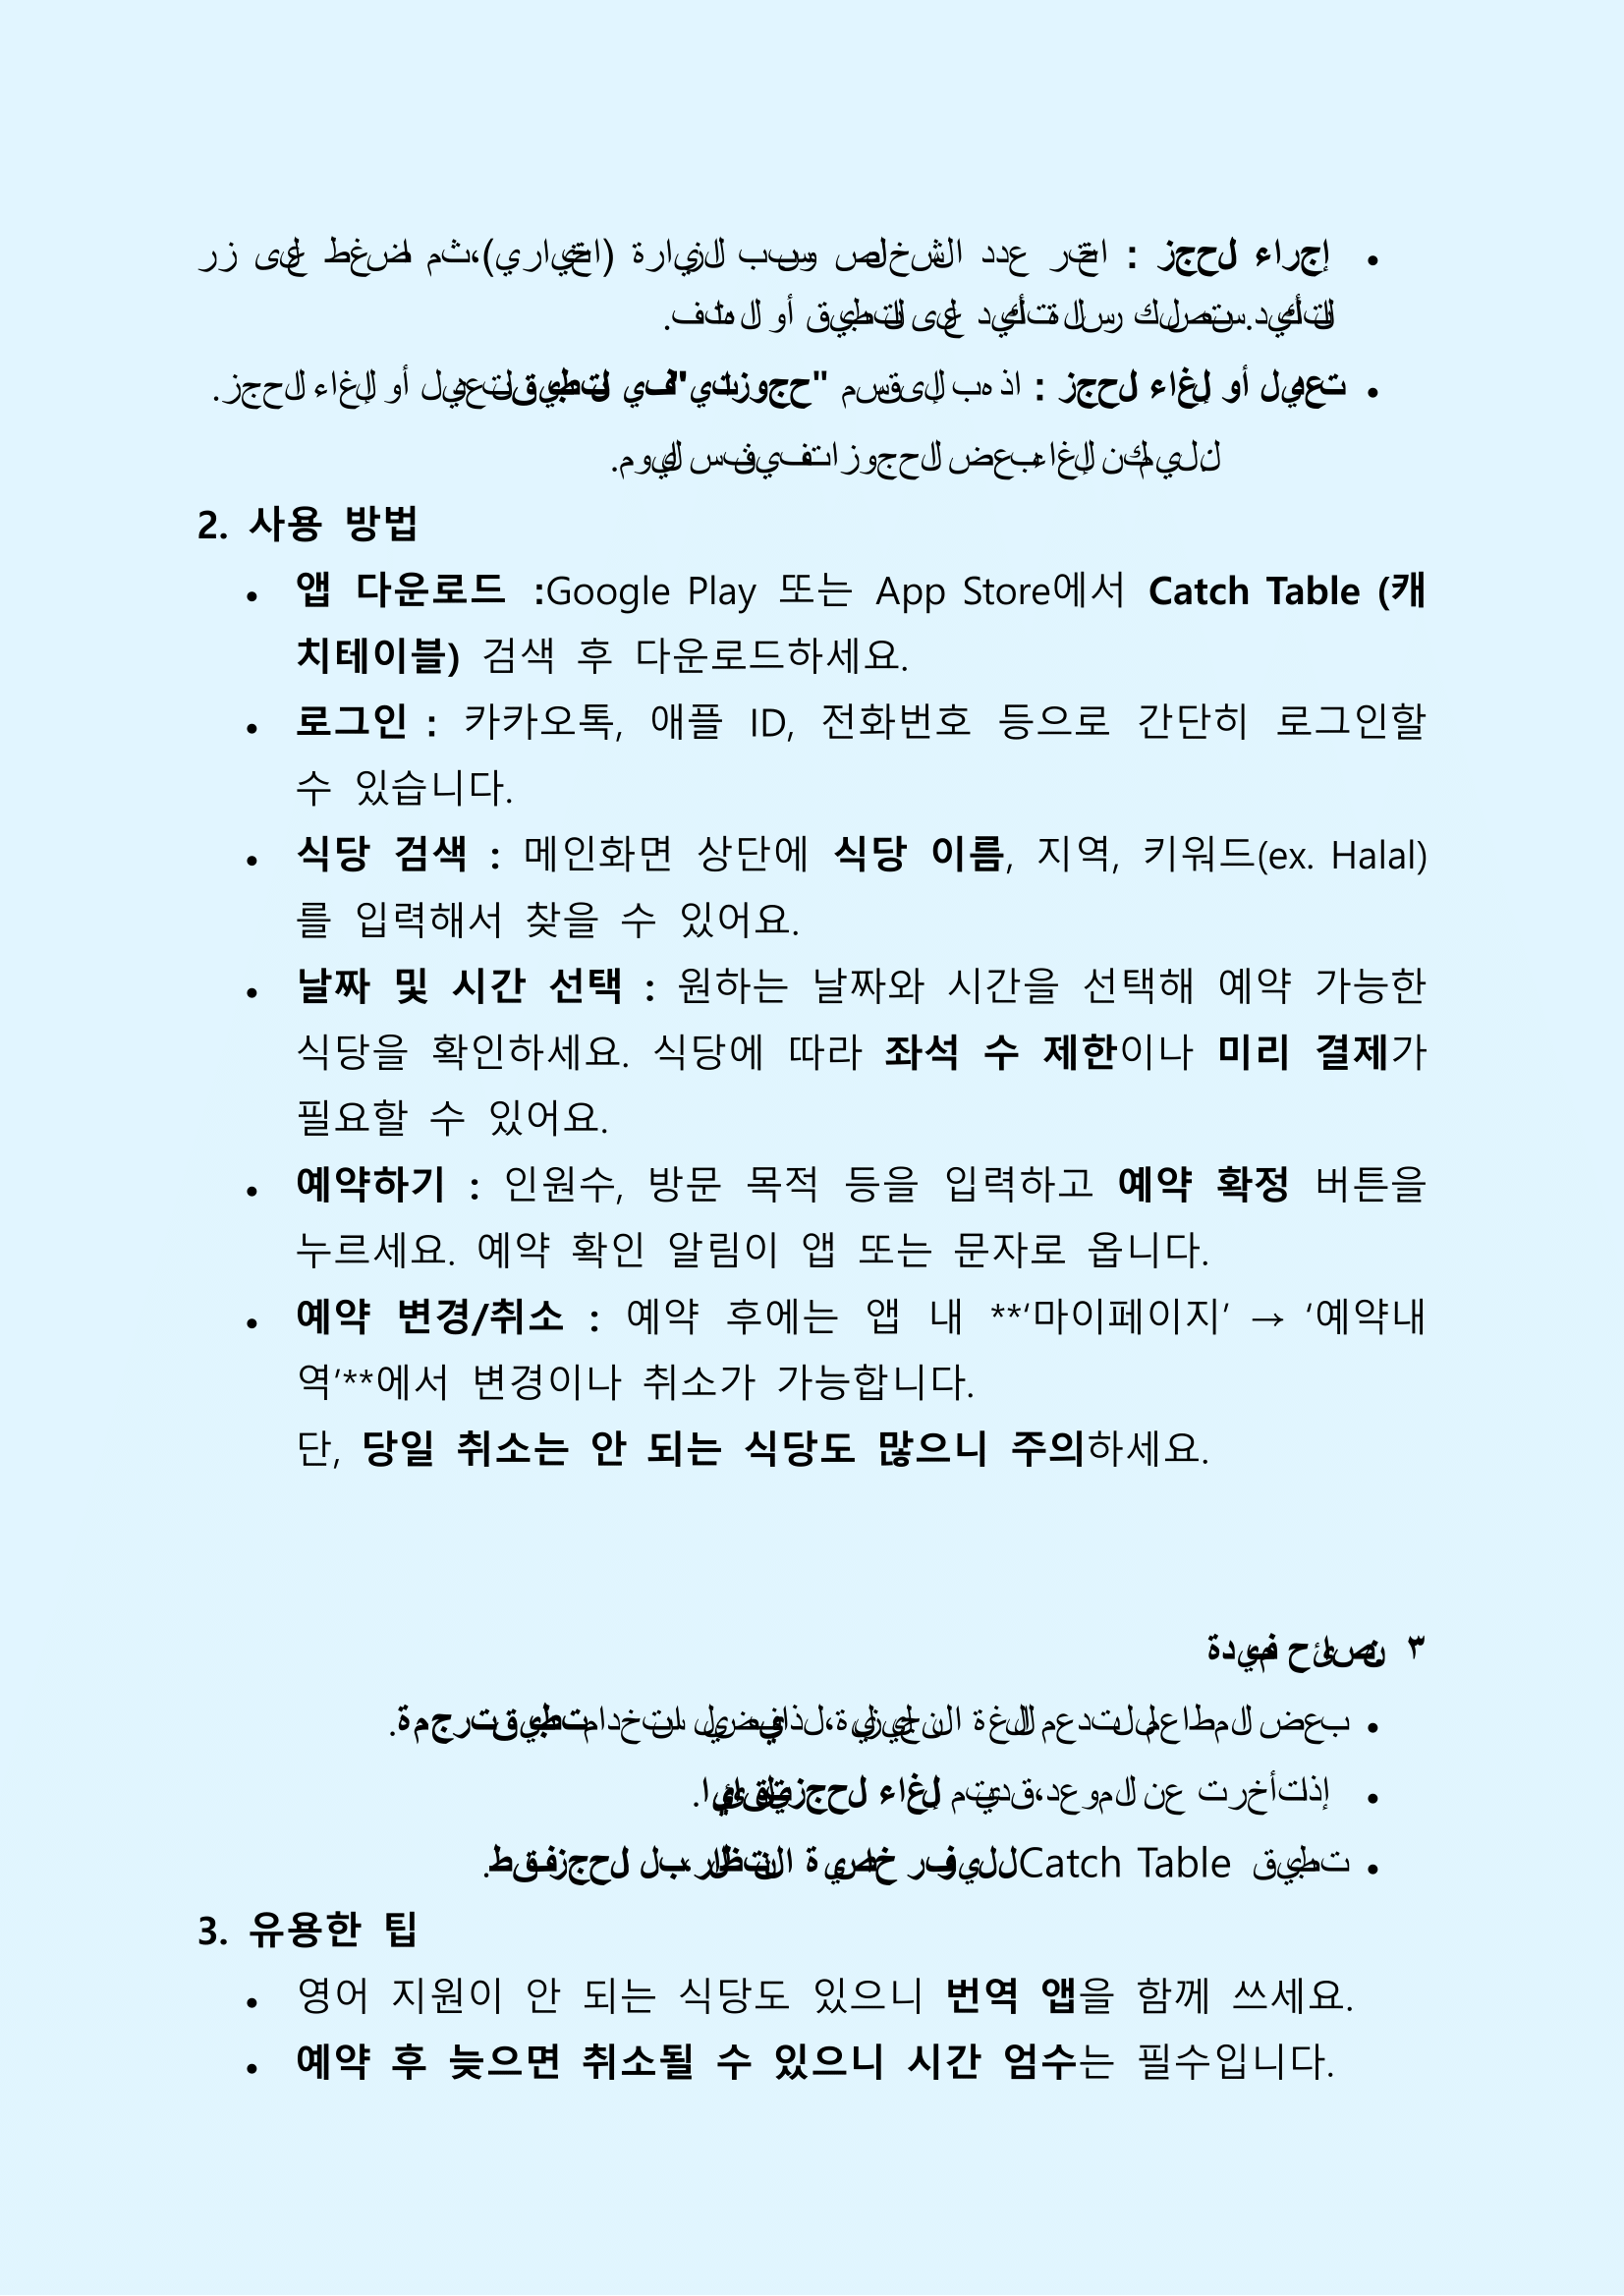 • إجراء الحجز : اختر عدد الأشخاص وسبب الزيارة (اختياري)، ثم اضغط على زر
التأكيد. ستصلك رسالة تأكيد على التطبيق أو الهاتف.
• تعديل أو إلغاء الحجز : اذهب إلى قسم "حجوزاتي" في التطبيق لتعديل أو إلغاء الحجز.
لا يمكن إلغاء بعض الحجوزات في نفس اليوم.
2. 사용 방법
• 앱 다운로드 :Google Play 또는 App Store에서 Catch Table (캐
치테이블) 검색 후 다운로드하세요.
• 로그인 : 카카오톡, 애플 ID, 전화번호 등으로 간단히 로그인할
수 있습니다.
• 식당 검색 : 메인화면 상단에 식당 이름, 지역, 키워드(ex. Halal)
를 입력해서 찾을 수 있어요.
• 날짜 및 시간 선택 : 원하는 날짜와 시간을 선택해 예약 가능한
식당을 확인하세요. 식당에 따라 좌석 수 제한이나 미리 결제가
필요할 수 있어요.
• 예약하기 : 인원수, 방문 목적 등을 입력하고 예약 확정 버튼을
누르세요. 예약 확인 알림이 앱 또는 문자로 옵니다.
• 예약 변경/취소 : 예약 후에는 앱 내 **‘마이페이지’ → ‘예약내
역’**에서 변경이나 취소가 가능합니다.
단, 당일 취소는 안 되는 식당도 많으니 주의하세요.
٣. نصائح مفيدة
• بعض المطاعم لا تدعم اللغة الإنجليزية، لذا يفضل استخدام تطبيق ترجمة.
• إذا تأخرت عن الموعد، قد يتم إلغاء الحجز تلقائيًا.
• تطبيق Catch Table لا يوفر خاصية الانتظار، بل الحجز فقط.
3. 유용한 팁
• 영어 지원이 안 되는 식당도 있으니 번역 앱을 함께 쓰세요.
• 예약 후 늦으면 취소될 수 있으니 시간 엄수는 필수입니다.